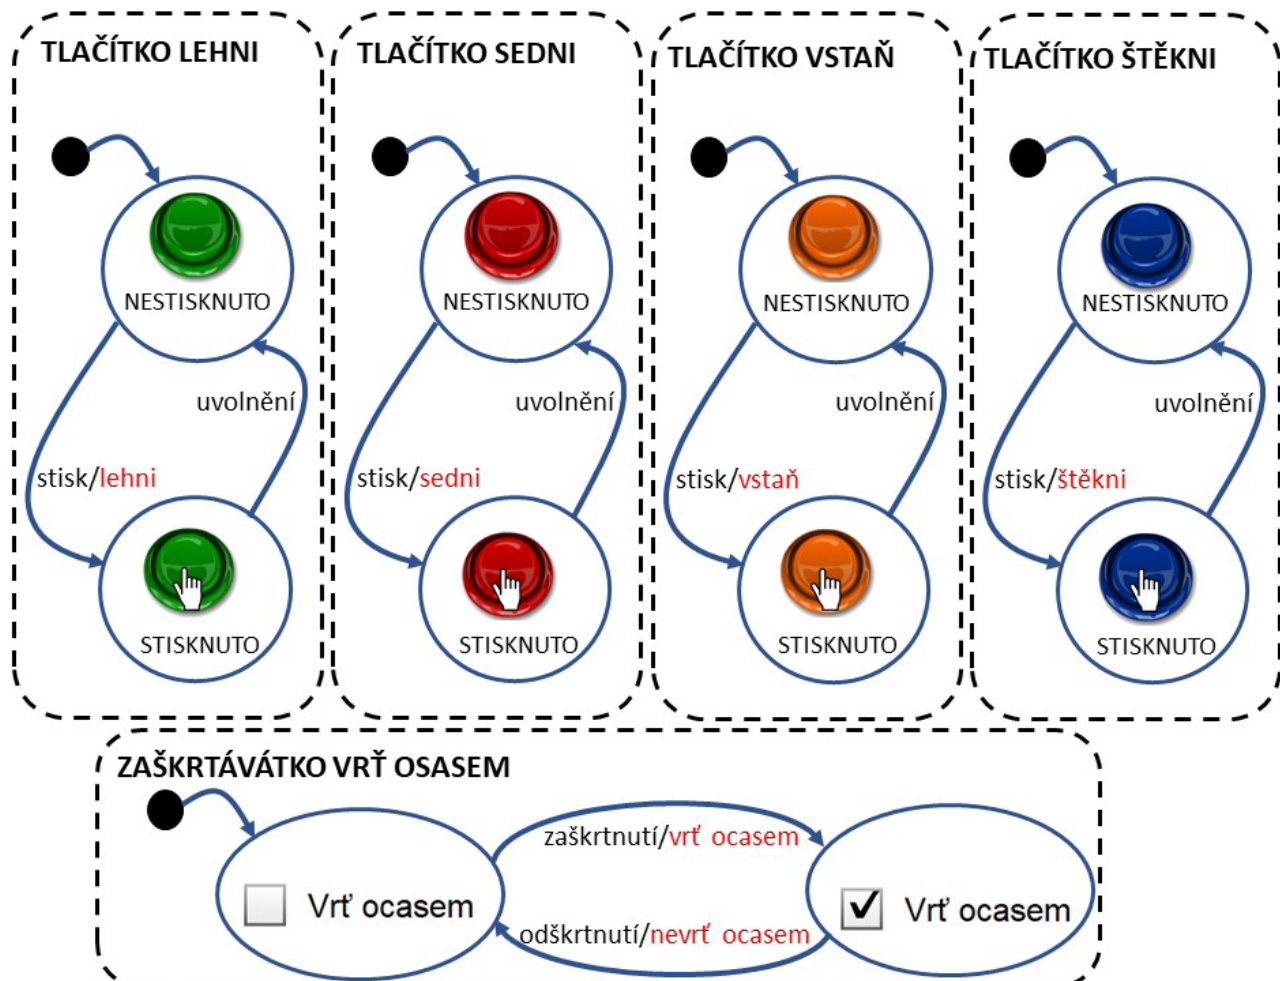 TLAČÍTKO LEHNI
NESTISKNUTO
uvolnění
stisk/lehni
STISKNUTO
TLAČÍTKO SEDNI
NESTISKNUTO
uvolnění
stisk/sedni
STISKNUTO
TLAČÍTKO VSTAŇ
NESTISKNUTO
uvolnění
stisk/vstaň
STISKNUTO
TLAČÍTKO ŠTĚKNI
NESTISKNUTO
uvolnění
stisk/štěkni
STISKNUTO
ZAŠKRTÁVÁTKO VRŤ OSASEM
zaškrtnutí/vrť ocasem
Vrť ocasem
Vrť ocasem
odškrtnutí/nevrť ocasem